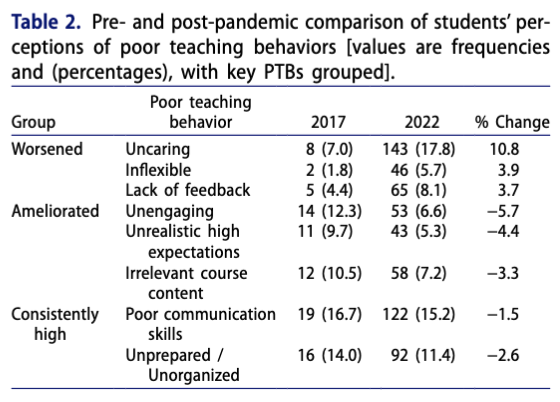 Table 2. Pre- and post-pandemic comparison of students' per-
ceptions of poor teaching behaviors [values are frequencies
and (percentages), with key PTBs grouped].
Group Poor teaching behavior 2017 2022 % Change
Worsened Uncaring 8 (7.0) 143 (17.8) 10.8
Inflexible 2 (1.8) 46 (5.7) 3.9
Lack of feedback 5 (4.4) 65 (8.1) 3.7
Ameliorated Unengaging 14 (12.3) 53 (6.6) −5.7
Unrealistic high 11 (9.7) 43 (5.3) −4.4
expectations
Irrelevant course 12 (10.5) 58 (7.2) −3.3
content
Consistently Poor communication 19 (16.7) 122 (15.2) −1.5
high skills
Unprepared / 16 (14.0) 92 (11.4) −2.6
Unorganized